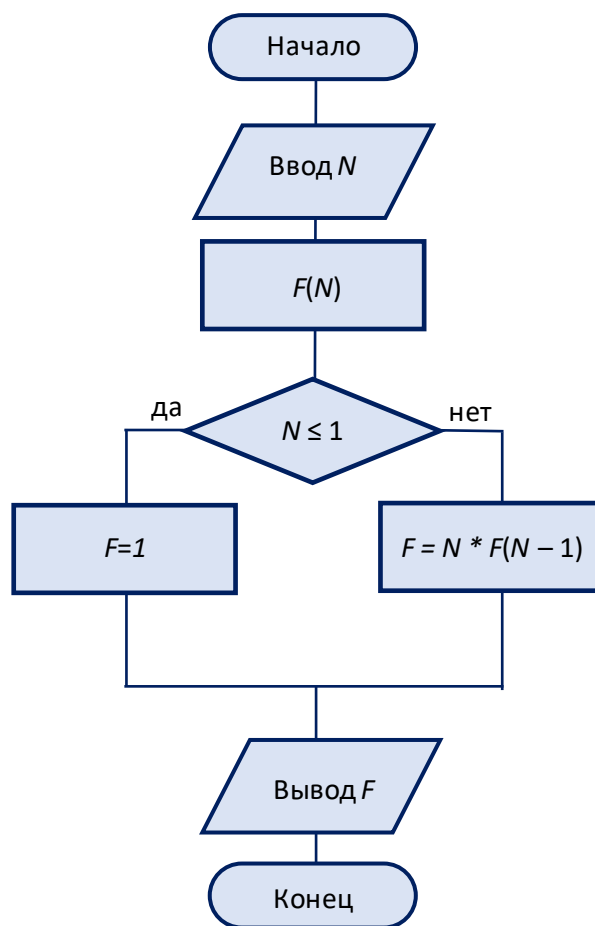 Начало
Ввод N
F(N)
да
нет
N ≤ 1
F=1
F = N * F(N – 1)
Вывод F
Конец